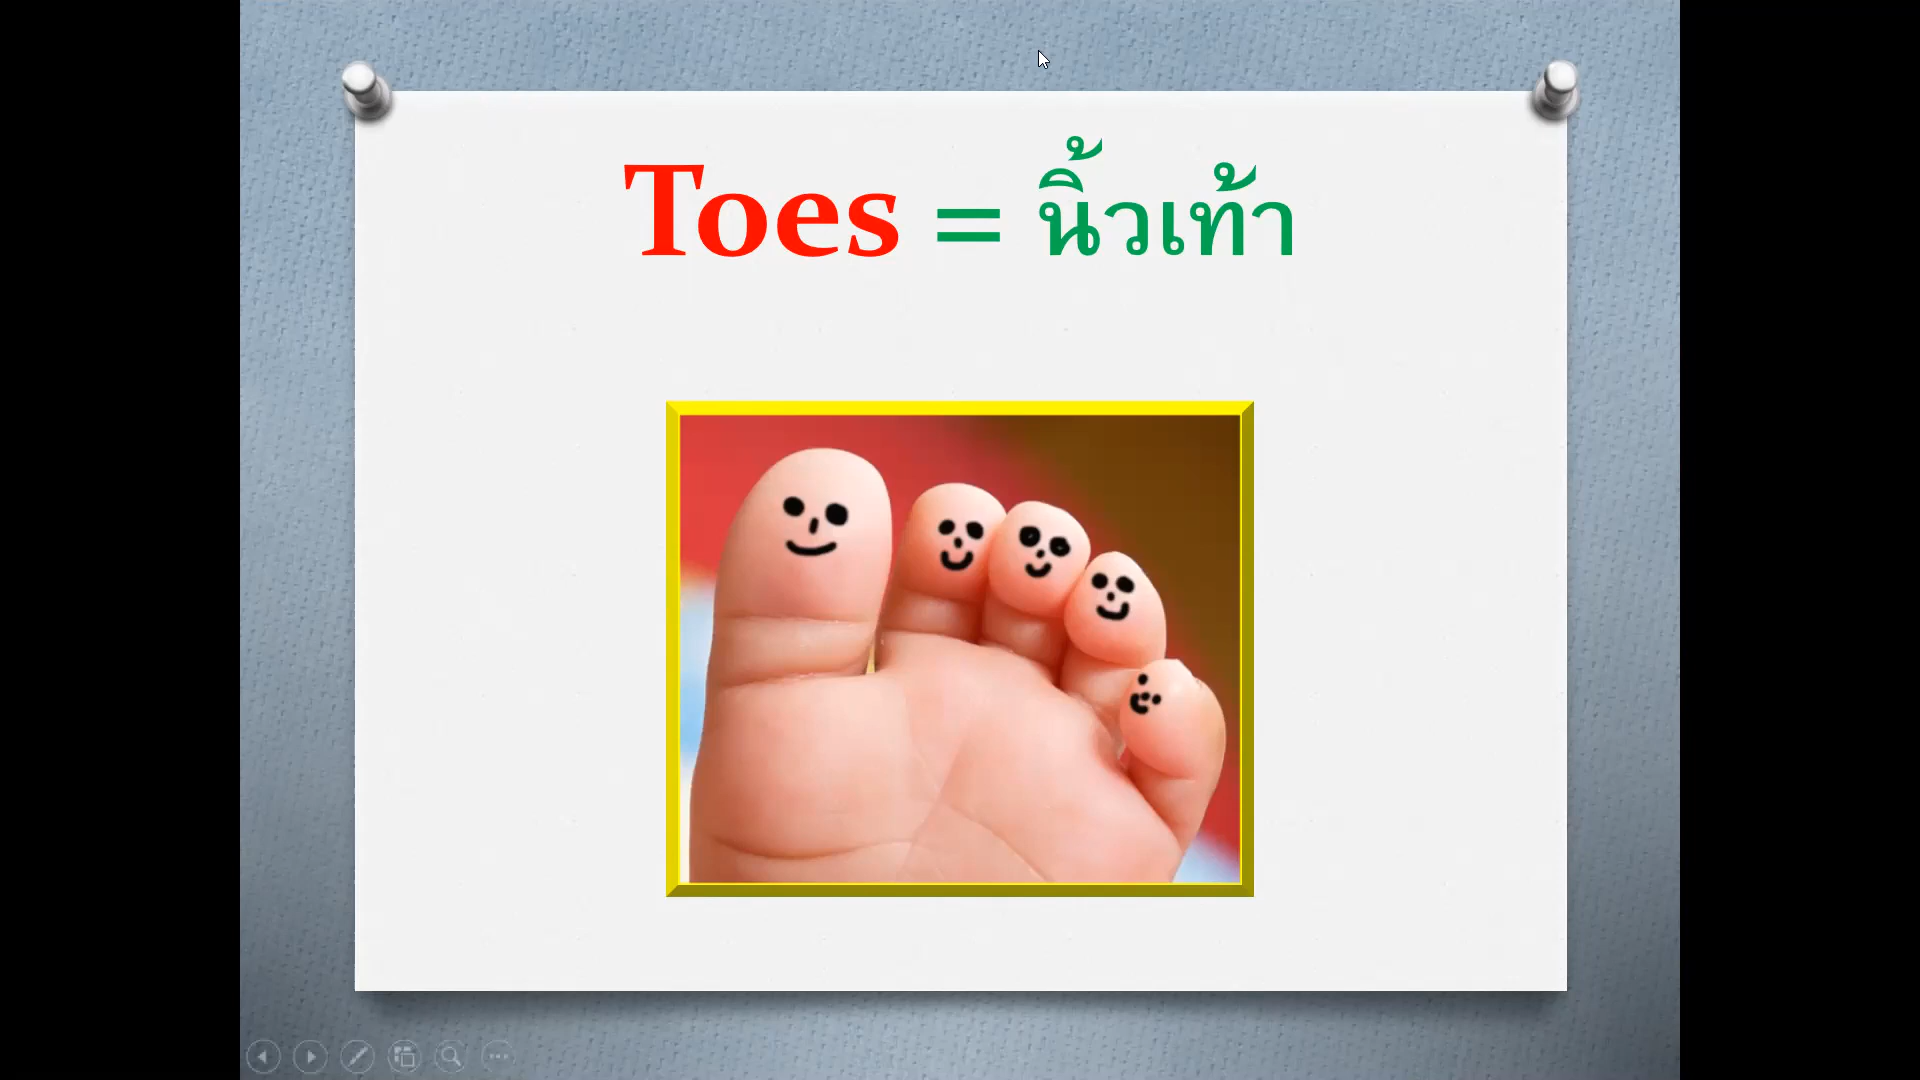 Toes = นิ้วเท้า